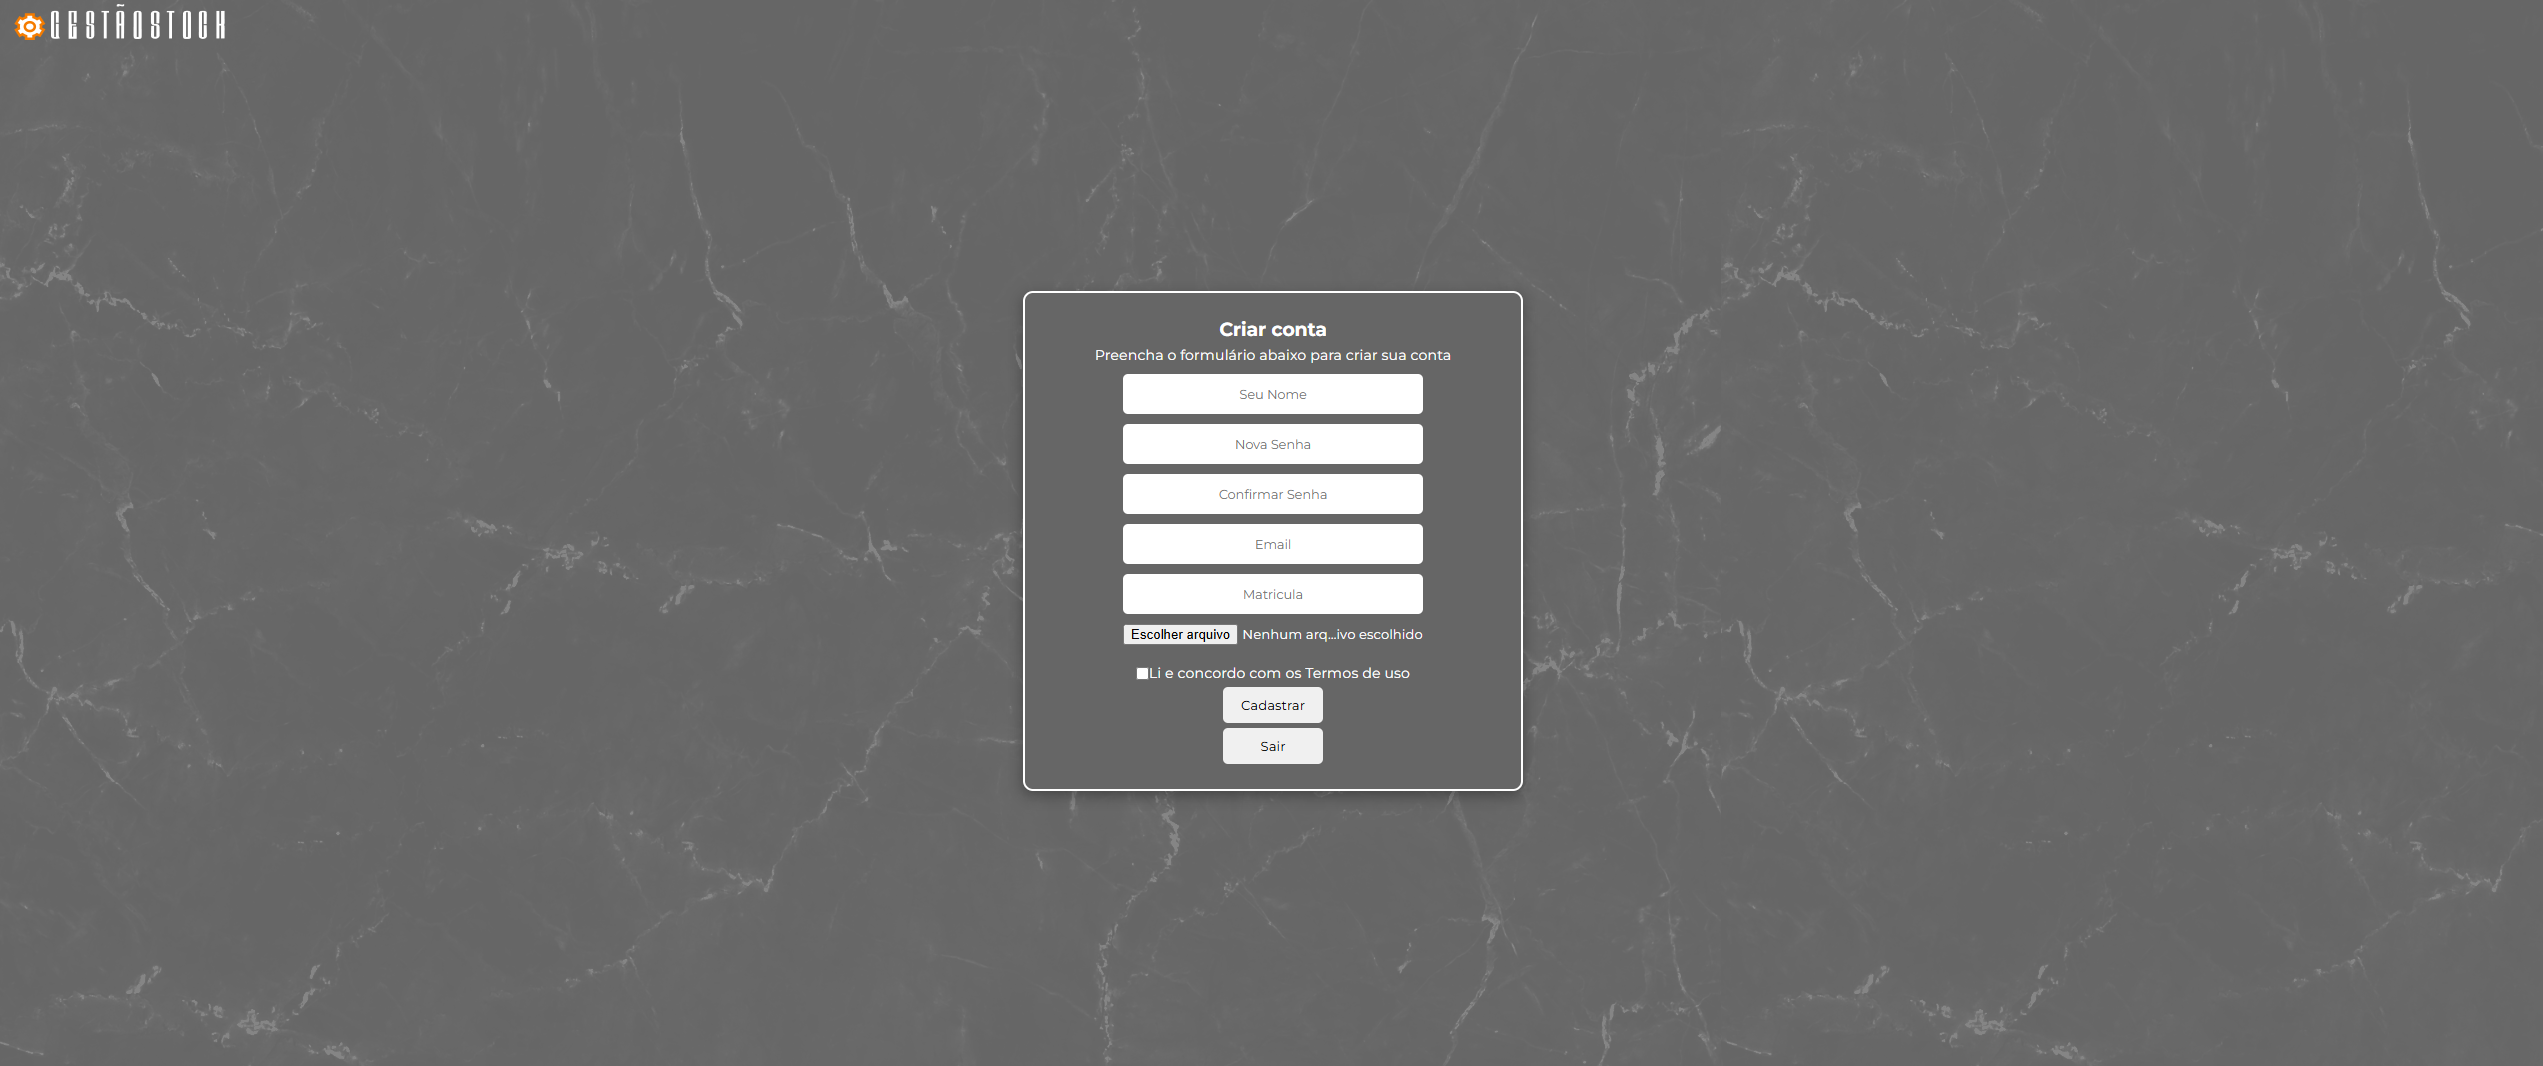 GESTÃOSTOCK
Criar conta
Preencha o formulário abaixo para criar sua conta
Seu Nome
Nova Senha
Confirmar Senha
Email
Matricula
Escolher arquivo Nenhum arq...ivo escolhido
Li e concordo com os Termos de uso
Cadastrar
Sair